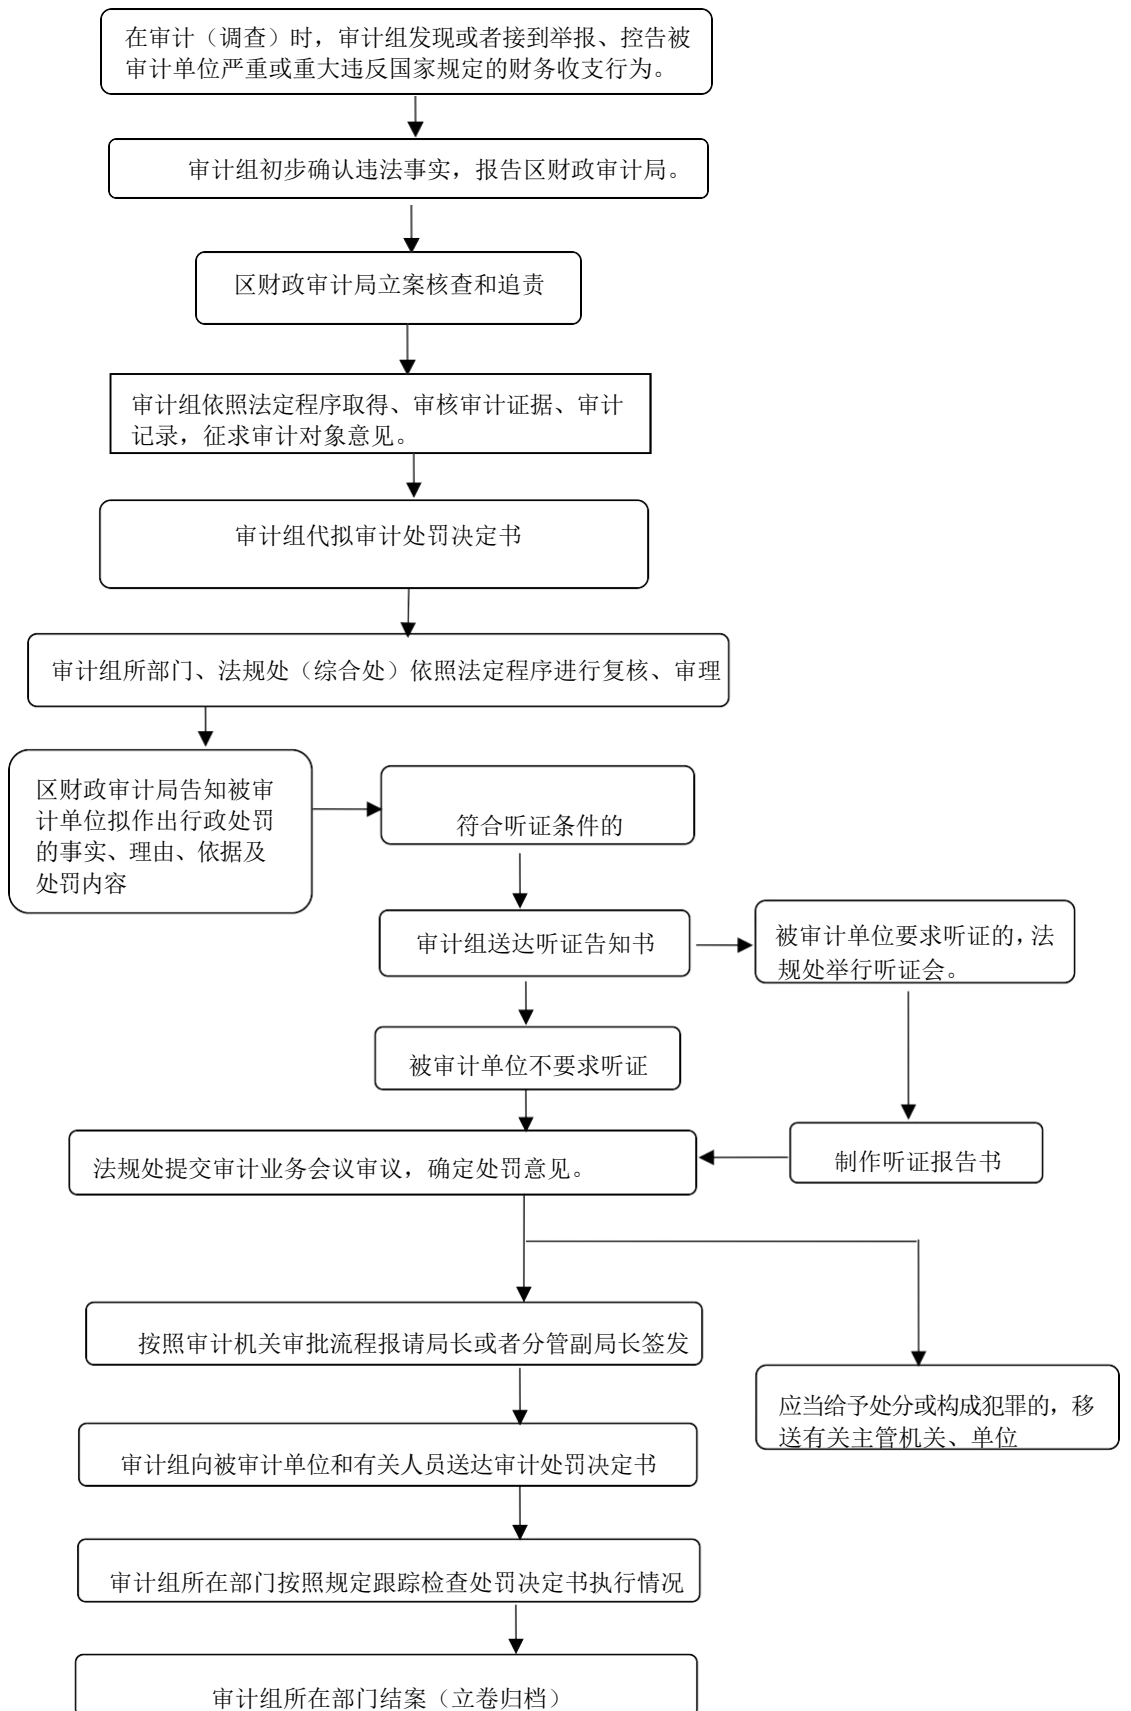 在审计（调查）时，审计组发现或者接到举报、控告被
审计单位严重或重大违反国家规定的财务收支行为。
审计组初步确认违法事实，报告区财政审计局。
区财政审计局立案核查和追责
审计组依照法定程序取得、审核审计证据、审计
记录，征求审计对象意见。
审计组代拟审计处罚决定书
审计组所部门、法规处（综合处）依照法定程序进行复核、审理
区财政审计局告知被审
计单位拟作出行政处罚
的事实、理由、依据及
处罚内容
符合听证条件的
审计组送达听证告知书
被审计单位要求听证的，法
规处举行听证会。
被审计单位不要求听证
法规处提交审计业务会议审议，确定处罚意见。
制作听证报告书
按照审计机关审批流程报请局长或者分管副局长签发
应当给予处分或构成犯罪的，移
送有关主管机关、单位
审计组向被审计单位和有关人员送达审计处罚决定书
审计组所在部门按照规定跟踪检查处罚决定书执行情况
审计组所在部门结案（立卷归档）